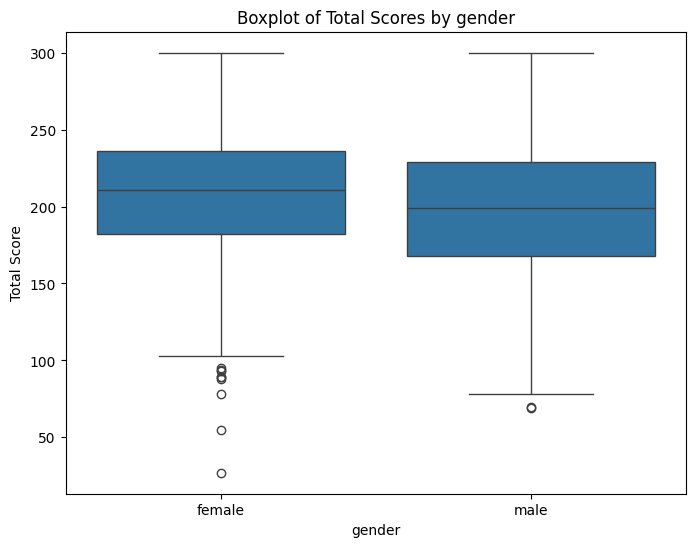 Boxplot of Total Scores by gender
300
250
200
150
100
50
Total Score
female
male
gender